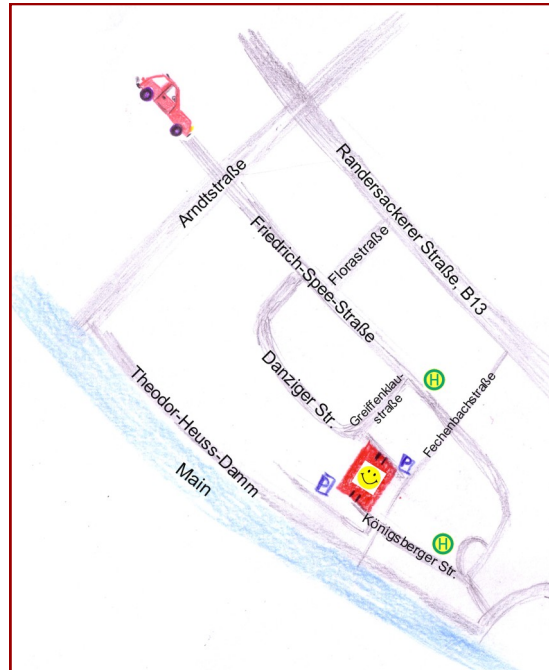 Arndtstraße
Randersackerer Straße, B13
Friedrich-Spee-Straße
Florastraße
Danziger Str.
Greiffenklau-
straße
Fechenbachstraße
H
Theodor-Heuss-Damm
Main
P
P
Königsberger Str.
H